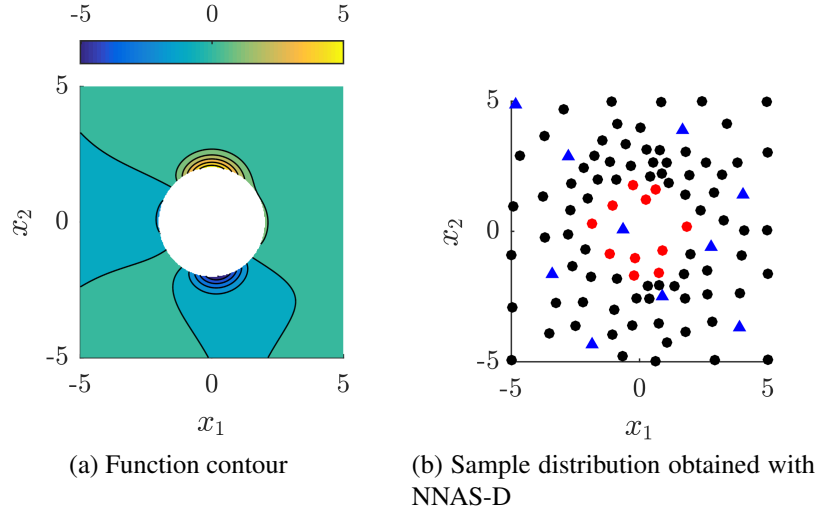 -5 0 5
5
0
-5
x2
-5 0 5
x1
(a) Function contour
5
0
-5
x2
-5 0 5
x1
(b) Sample distribution obtained with
NNAS-D